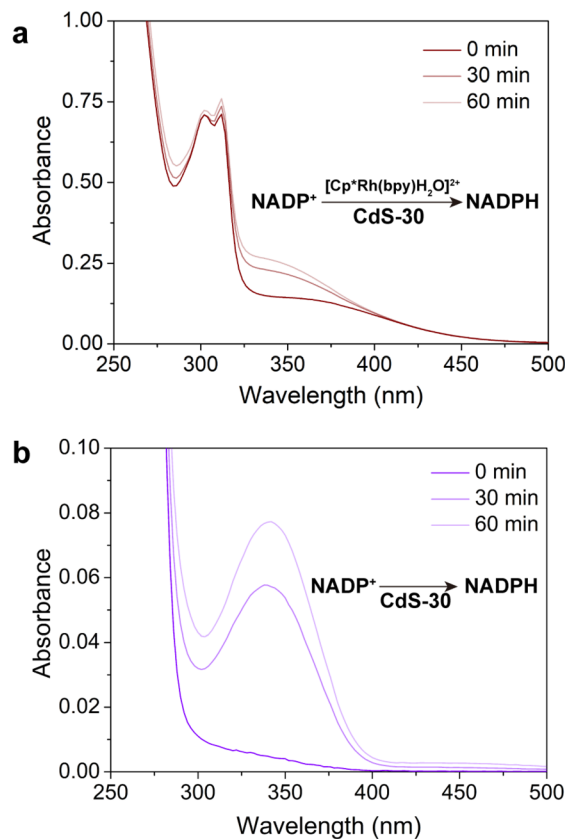 a
1.00
0.75
0.50
0.25
0.00
Absorbance
0 min
30 min
60 min
[Cp*Rh(bpy)H₂O]²⁺
NADP⁺ NADPH
CdS-30
250 300 350 400 450 500
Wavelength (nm)
b
0.10
0.08
0.06
0.04
0.02
0.00
Absorbance
0 min
30 min
60 min
NADP⁺ NADPH
CdS-30
250 300 350 400 450 500
Wavelength (nm)